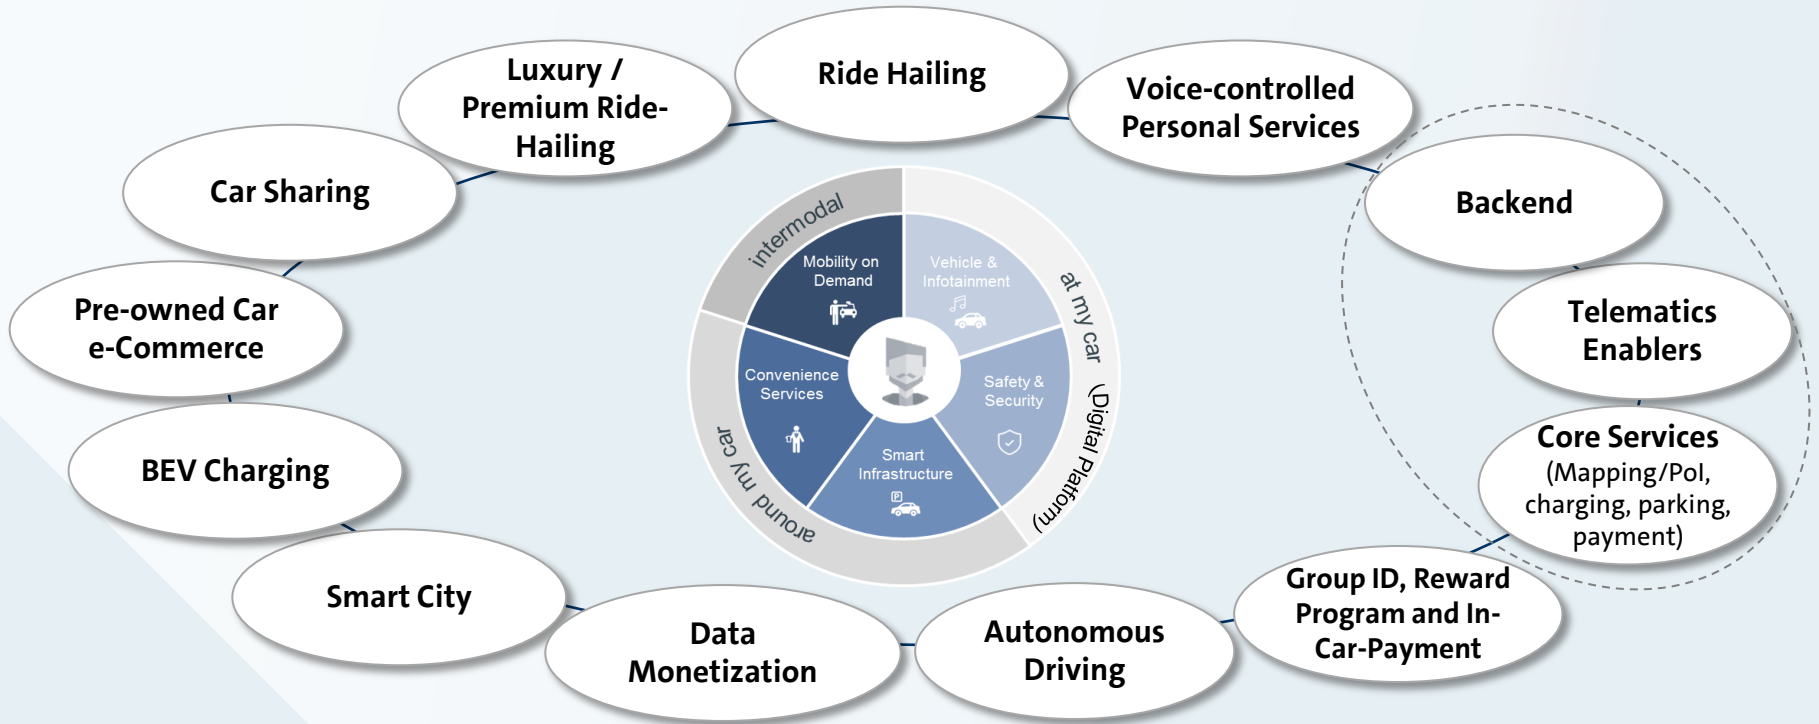 Ride Hailing
Luxury /
Premium Ride-
Hailing
Voice-controlled
Personal Services
Car Sharing
Backend
Pre-owned Car
e-Commerce
Telematics
Enablers
BEV Charging
Core Services
(Mapping/PoI,
charging, parking,
payment)
Smart City
Group ID, Reward
Program and In-
Car-Payment
Data
Monetization
Autonomous
Driving
intermodal
at my car
(Digital Platform)
around my car
Mobility on
Demand
Vehicle &
Infotainment
Convenience
Services
Safety &
Security
Smart
Infrastructure
P